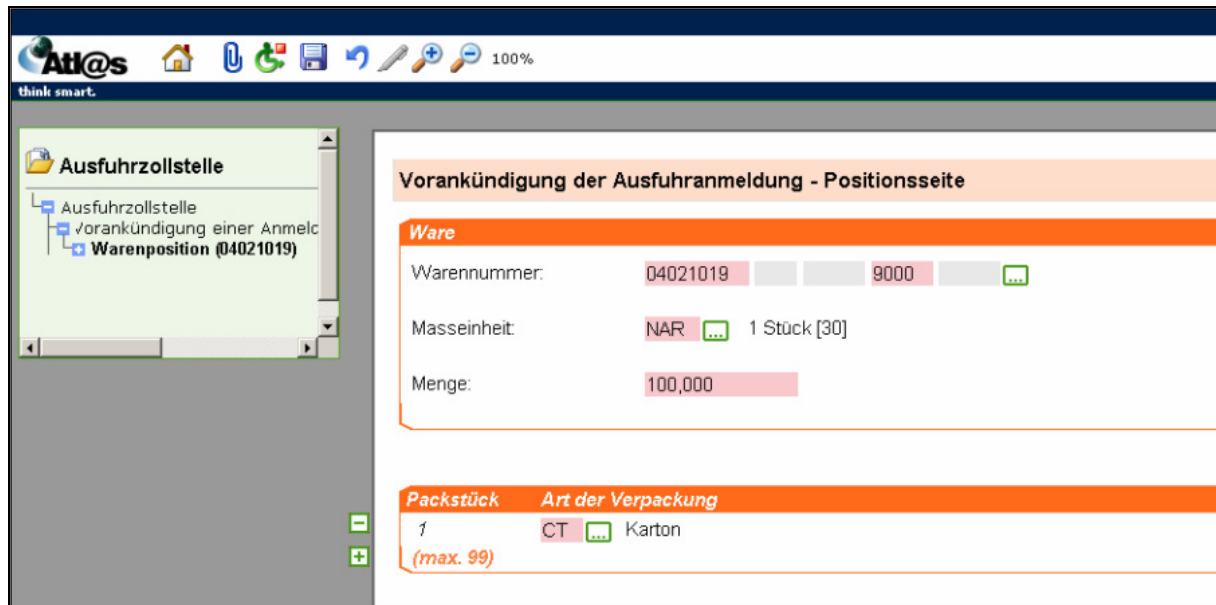 Atl@s
100%
think smart.
Ausfuhrzollstelle
Ausfuhrzollstelle
Vorankündigung einer Anmeld
Warenposition (04021019)
Vorankündigung der Ausfuhranmeldung - Positionsseite
Ware
Warennummer: 04021019 9000 ...
Masseinheit: NAR ... 1 Stück [30]
Menge: 100,000
Packstück Art der Verpackung
1 CT ... Karton
(max. 99)